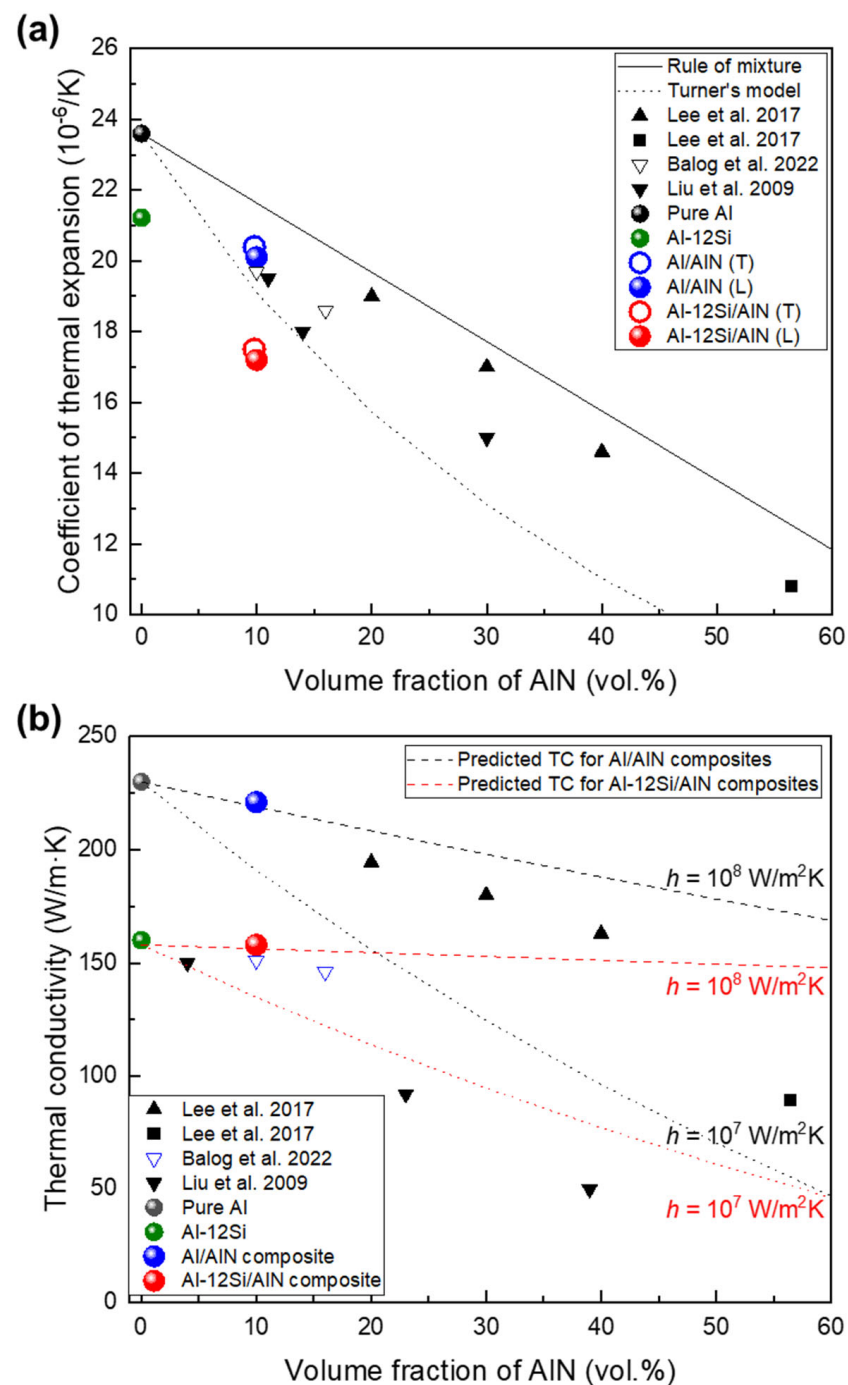 (a)
26
24
22
20
18
16
14
12
10
Coefficient of thermal expansion (10⁻⁶/K)
Rule of mixture
Turner's model
Lee et al. 2017
Lee et al. 2017
Balog et al. 2022
Liu et al. 2009
Pure Al
Al-12Si
Al/AlN (T)
Al/AlN (L)
Al-12Si/AlN (T)
Al-12Si/AlN (L)
0 10 20 30 40 50 60
Volume fraction of AlN (vol.%)
(b)
250
200
150
100
50
0
Thermal conductivity (W/m·K)
Predicted TC for Al/AlN composites
Predicted TC for Al-12Si/AlN composites
h = 10⁸ W/m²K
h = 10⁸ W/m²K
h = 10⁷ W/m²K
h = 10⁷ W/m²K
Lee et al. 2017
Lee et al. 2017
Balog et al. 2022
Liu et al. 2009
Pure Al
Al-12Si
Al/AlN composite
Al-12Si/AlN composite
0 10 20 30 40 50 60
Volume fraction of AlN (vol.%)